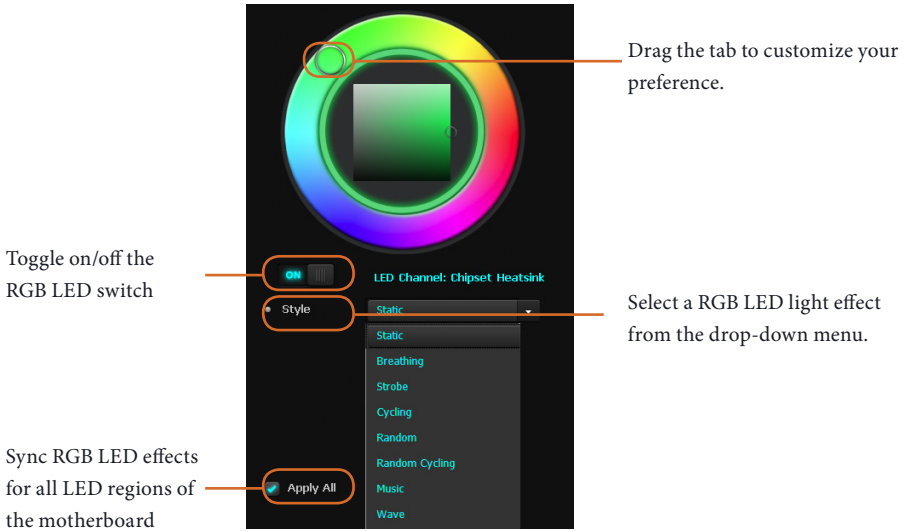 Drag the tab to customize your
preference.
Toggle on/off the
RGB LED switch
ON
LED Channel: Chipset Heatsink
Style
Static
Select a RGB LED light effect
from the drop-down menu.
Static
Breathing
Strobe
Cycling
Random
Random Cycling
Music
Wave
Sync RGB LED effects
for all LED regions of
the motherboard
Apply All